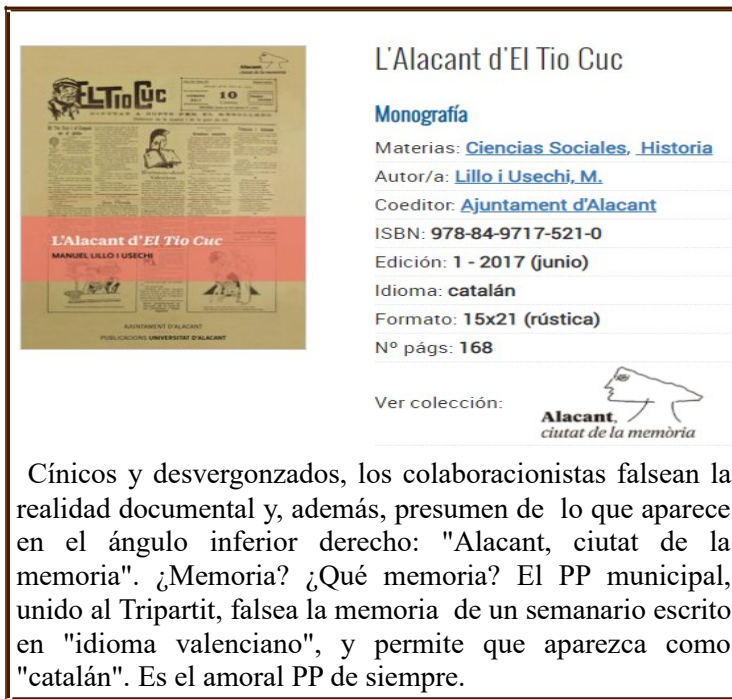 L'Alacant d'El Tio Cuc
Monografía
Materias: Ciencias Sociales, Historia
Autor/a: Lillo i Usechi, M.
Coeditor: Ajuntament d'Alacant
ISBN: 978-84-9717-521-0
Edición: 1 - 2017 (junio)
Idioma: catalán
Formato: 15x21 (rústica)
Nº págs: 168
Ver colección:
Alacant,
ciutat de la memòria
Alacant,
ciutat de la memòria
EL TIO CUC
10
L'Alacant d'El Tio Cuc
MANUEL LILLO I USECHI
AJUNTAMENT D'ALACANT
PUBLICACIONS UNIVERSITAT D'ALACANT
Cínicos y desvergonzados, los colaboracionistas falsean la
realidad documental y, además, presumen de lo que aparece
en el ángulo inferior derecho: "Alacant, ciutat de la
memoria". ¿Memoria? ¿Qué memoria? El PP municipal,
unido al Tripartit, falsea la memoria de un semanario escrito
en "idioma valenciano", y permite que aparezca como
"catalán". Es el amoral PP de siempre.